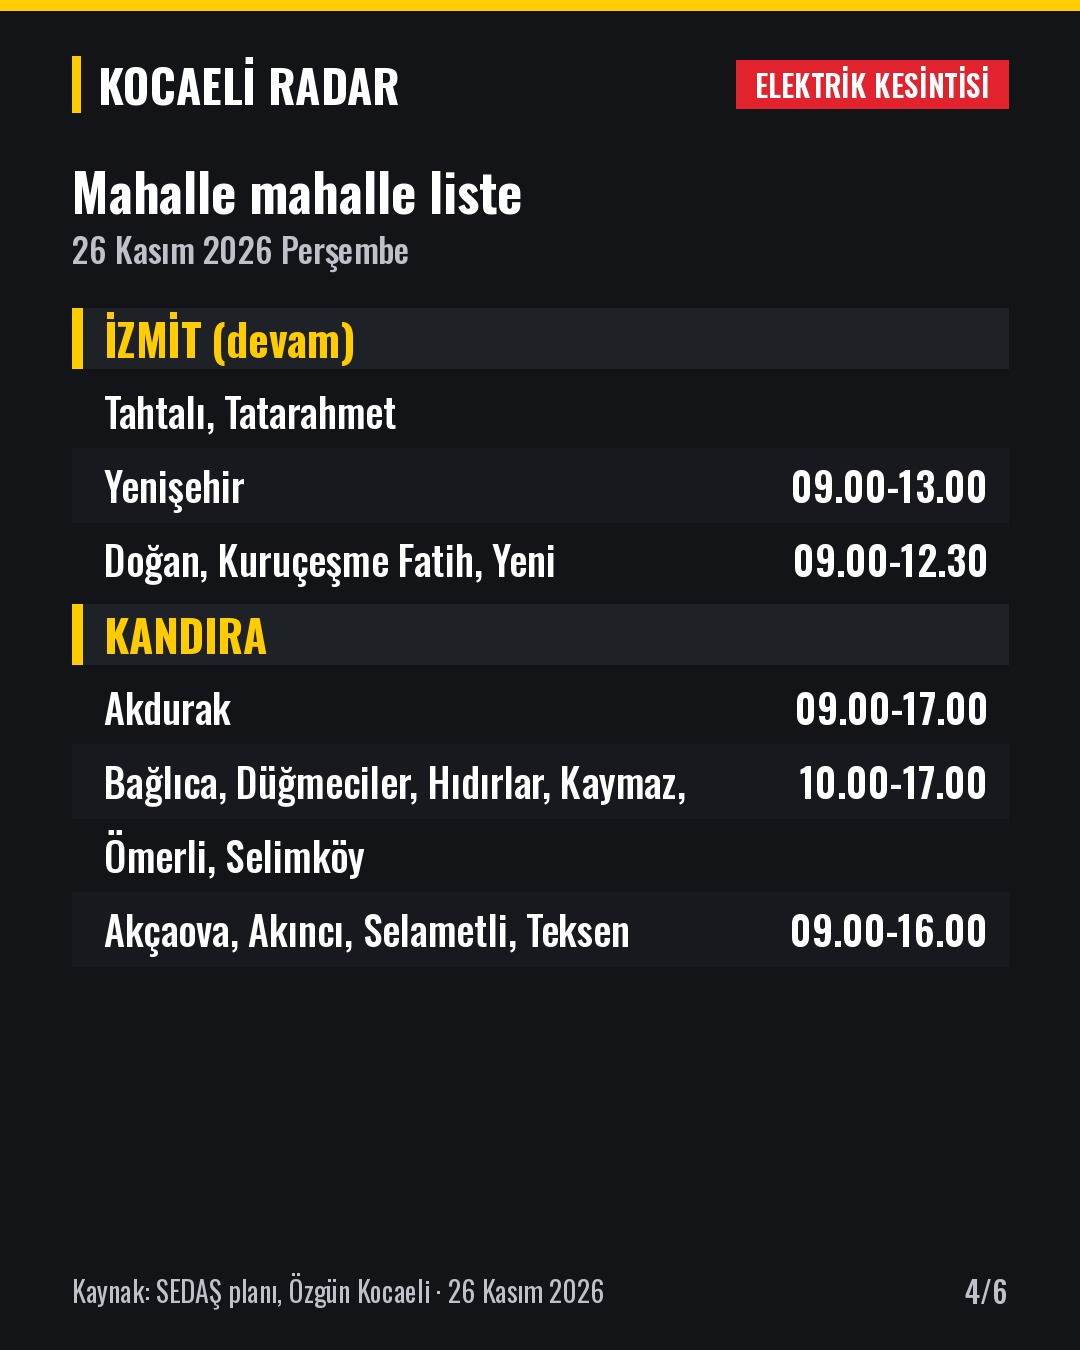 KOCAELİ RADAR
ELEKTRİK KESİNTİSİ
Mahalle mahalle liste
26 Kasım 2026 Perşembe
İZMİT (devam)
Tahtalı, Tatarahmet
Yenişehir 09.00-13.00
Doğan, Kuruçeşme Fatih, Yeni 09.00-12.30
KANDIRA
Akdurak 09.00-17.00
Bağlıca, Düğmeciler, Hıdırlar, Kaymaz, 10.00-17.00
Ömerli, Selimköy
Akçaova, Akıncı, Selametli, Teksen 09.00-16.00
Kaynak: SEDAŞ planı, Özgün Kocaeli · 26 Kasım 2026
4/6